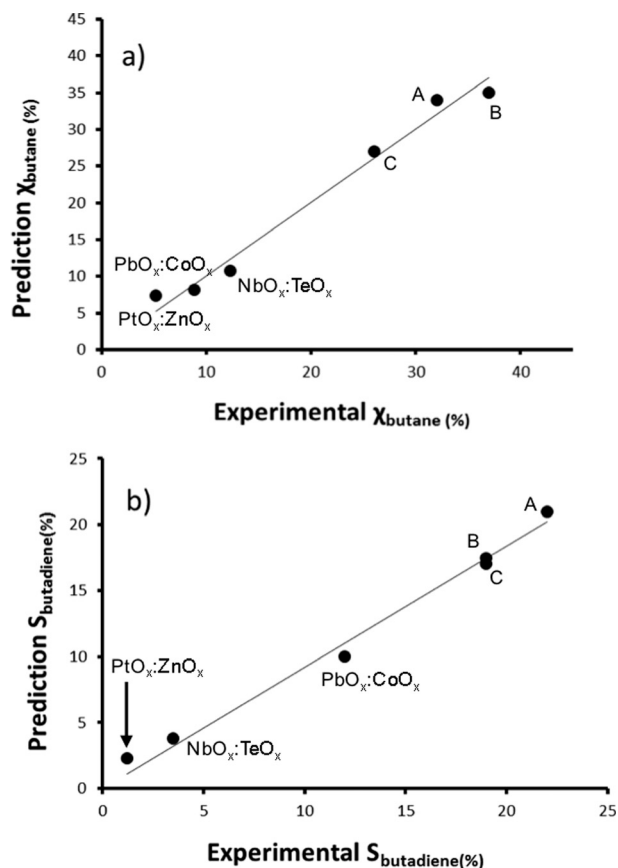 a)
45
40
35
30
25
20
15
10
5
0
0 10 20 30 40
Prediction χbutane (%)
Experimental χbutane (%)
A
B
C
PbOx:CoOx
NbOx:TeOx
PtOx:ZnOx
b)
25
20
15
10
5
0
0 5 10 15 20 25
Prediction Sbutadiene(%)
Experimental Sbutadiene(%)
A
B
C
PtOx:ZnOx
PbOx:CoOx
NbOx:TeOx